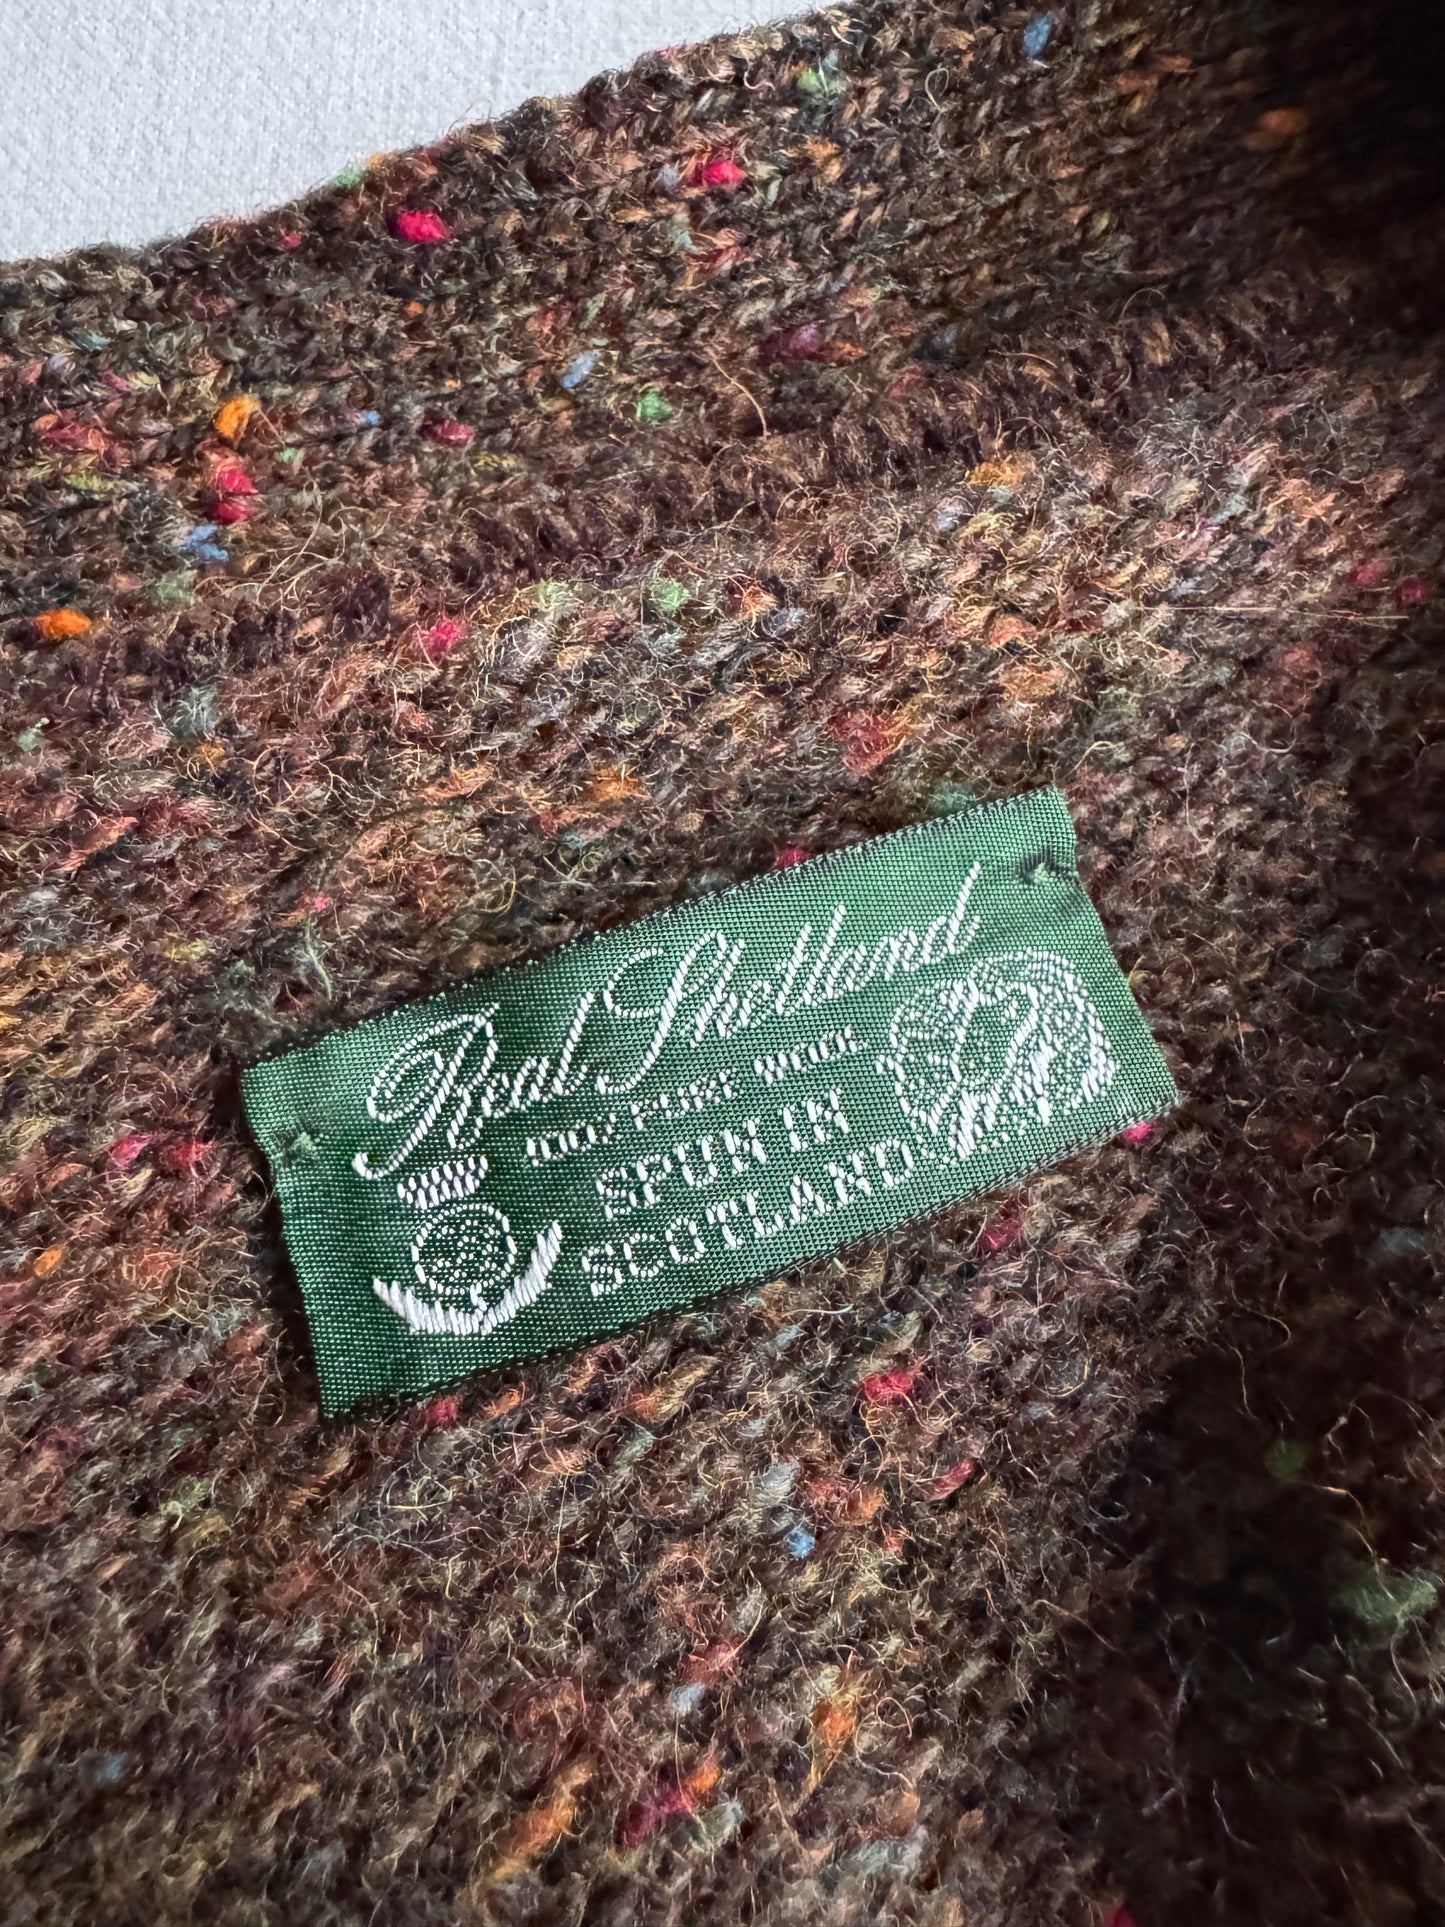 Real Shetland
100% PURE WOOL
SPUN IN
SCOTLAND